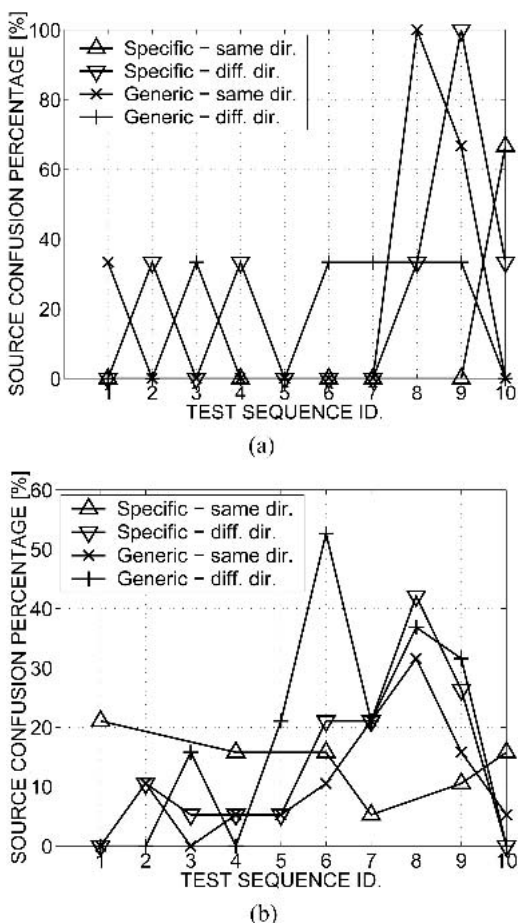 SOURCE CONFUSION PERCENTAGE [%]
100
80
60
40
20
0
Specific - same dir.
Specific - diff. dir.
Generic - same dir.
Generic - diff. dir.
1 2 3 4 5 6 7 8 9 10
TEST SEQUENCE ID.
(a)
SOURCE CONFUSION PERCENTAGE [%]
60
50
40
30
20
10
0
Specific - same dir.
Specific - diff. dir.
Generic - same dir.
Generic - diff. dir.
1 2 3 4 5 6 7 8 9 10
TEST SEQUENCE ID.
(b)